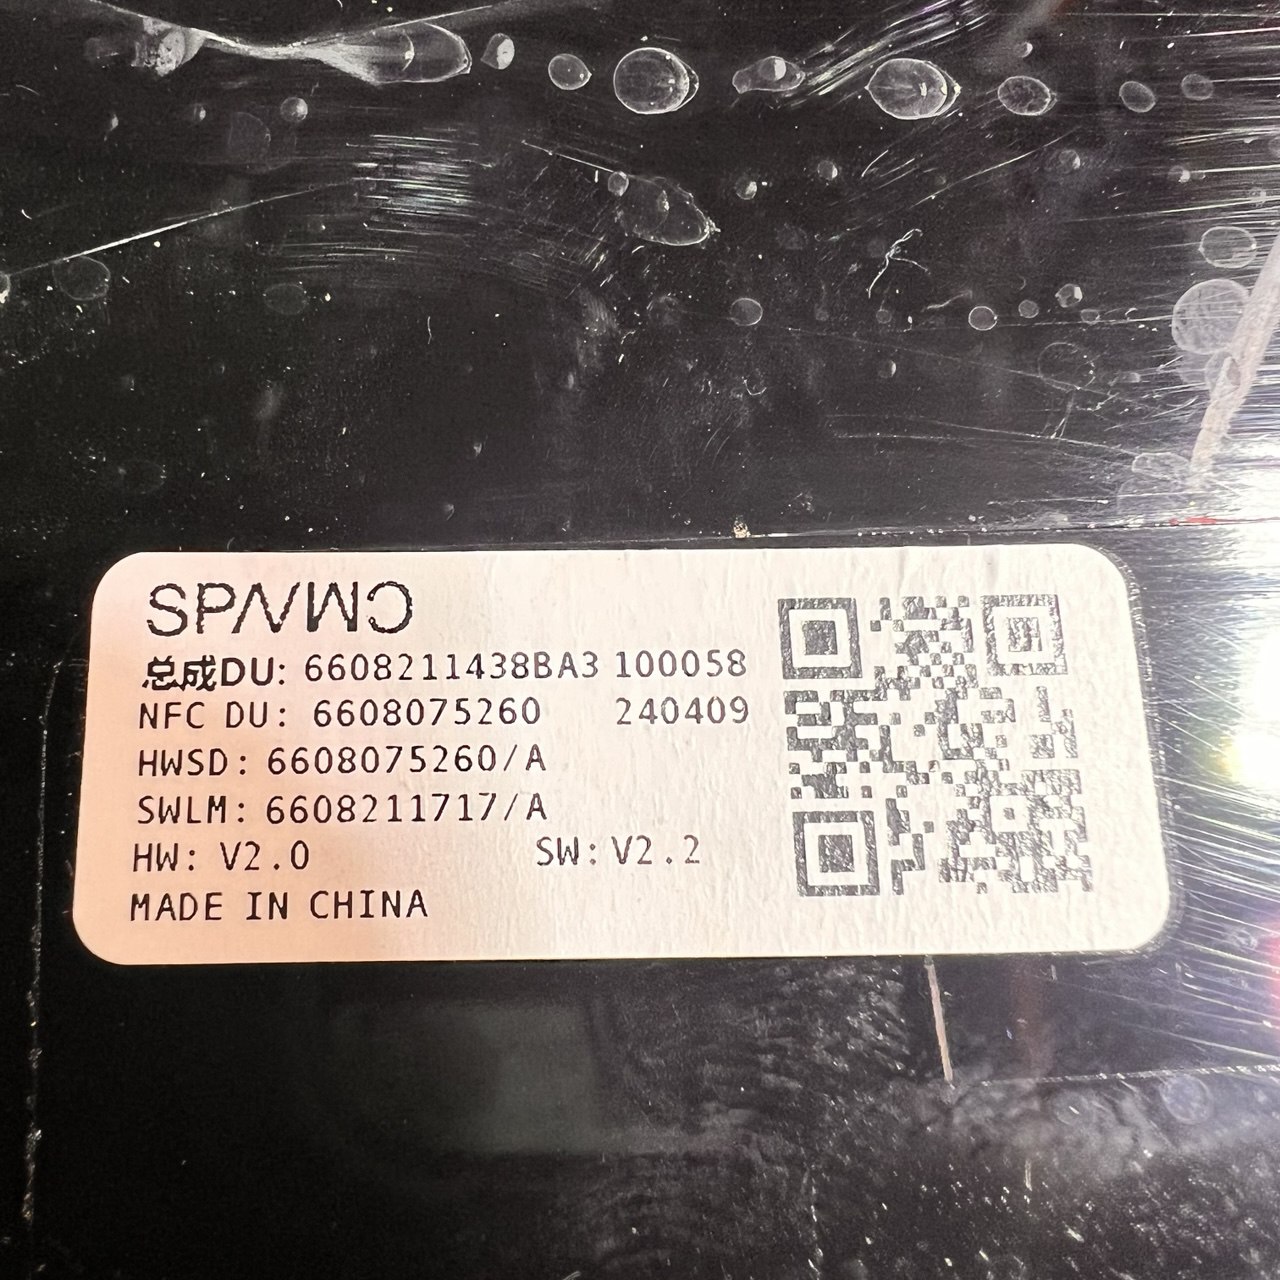 SPΛVWƆ
总成DU: 6608211438BA3 100058
NFC DU: 6608075260 240409
HWSD: 6608075260/A
SWLM: 6608211717/A
HW: V2.0 SW: V2.2
MADE IN CHINA